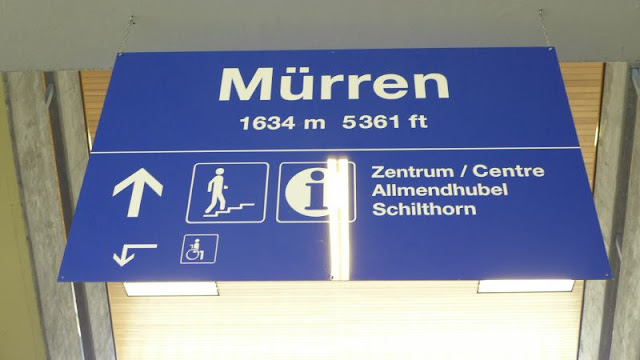 Mürren
1634 m 5361 ft
i
Zentrum / Centre
Allmendhubel
Schilthorn